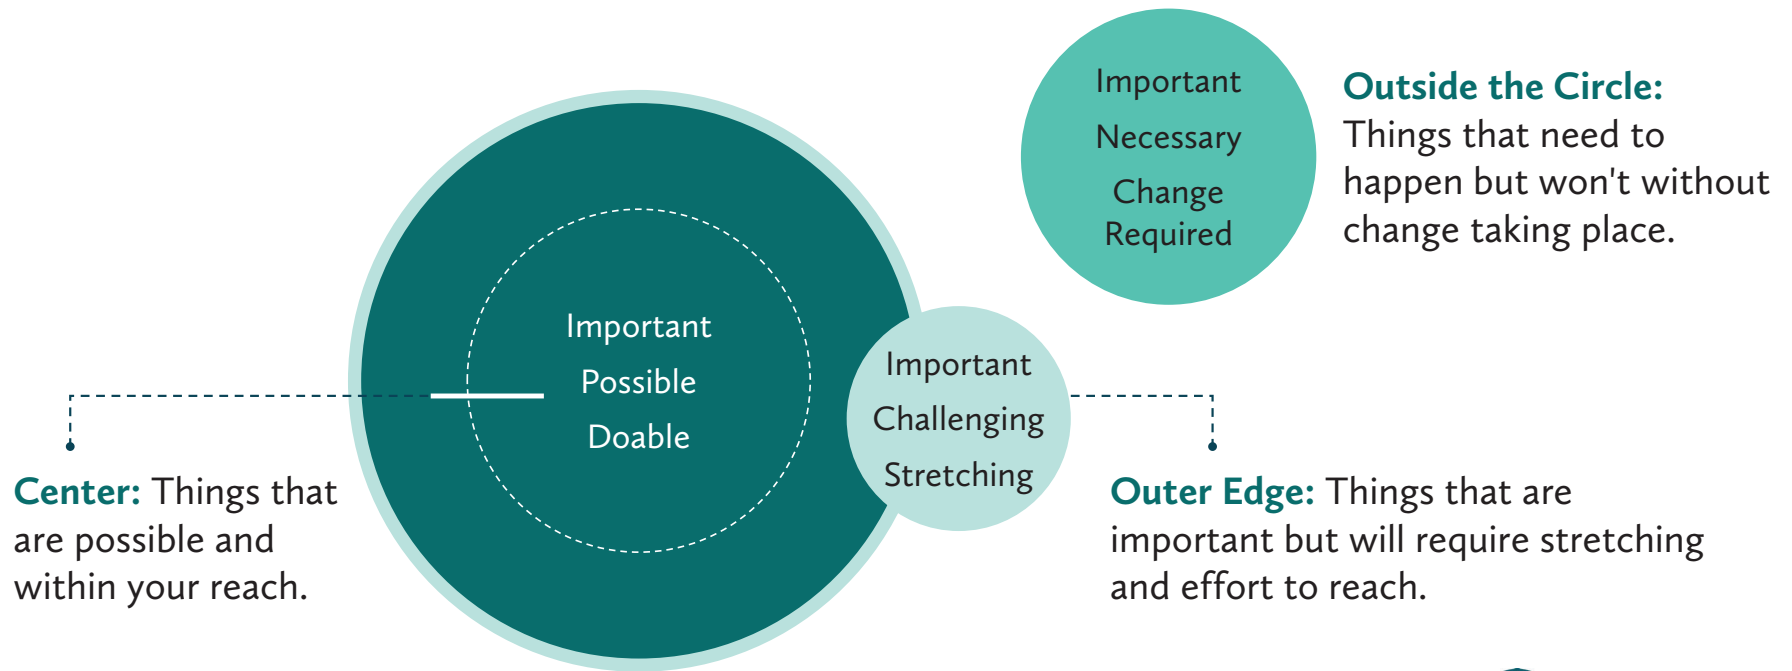 Important
Necessary
Change
Required
Outside the Circle:
Things that need to
happen but won't without
change taking place.
Important
Possible
Doable
Important
Challenging
Stretching
Center: Things that
are possible and
within your reach.
Outer Edge: Things that are
important but will require stretching
and effort to reach.